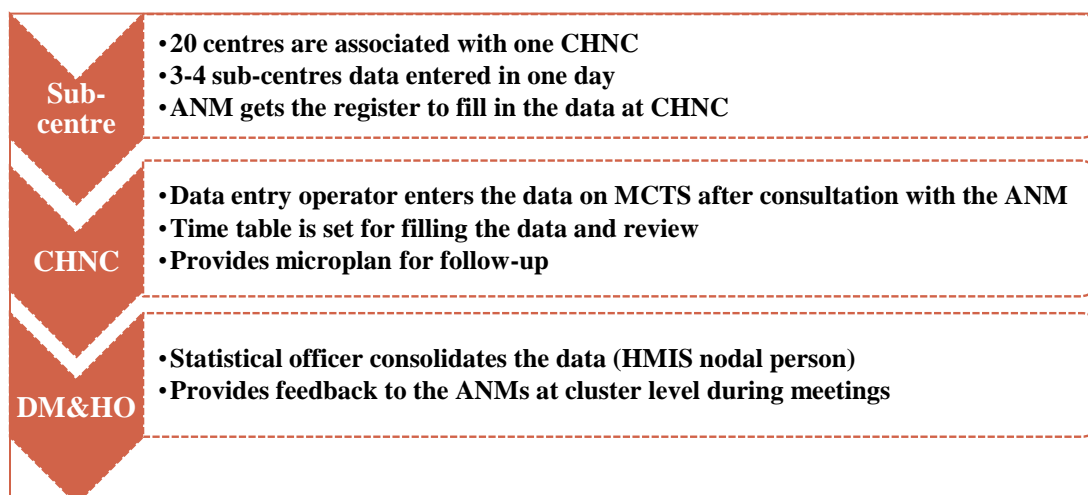 Sub-
centre
•20 centres are associated with one CHNC
•3-4 sub-centres data entered in one day
•ANM gets the register to fill in the data at CHNC
CHNC
•Data entry operator enters the data on MCTS after consultation with the ANM
•Time table is set for filling the data and review
•Provides microplan for follow-up
DM&HO
•Statistical officer consolidates the data (HMIS nodal person)
•Provides feedback to the ANMs at cluster level during meetings